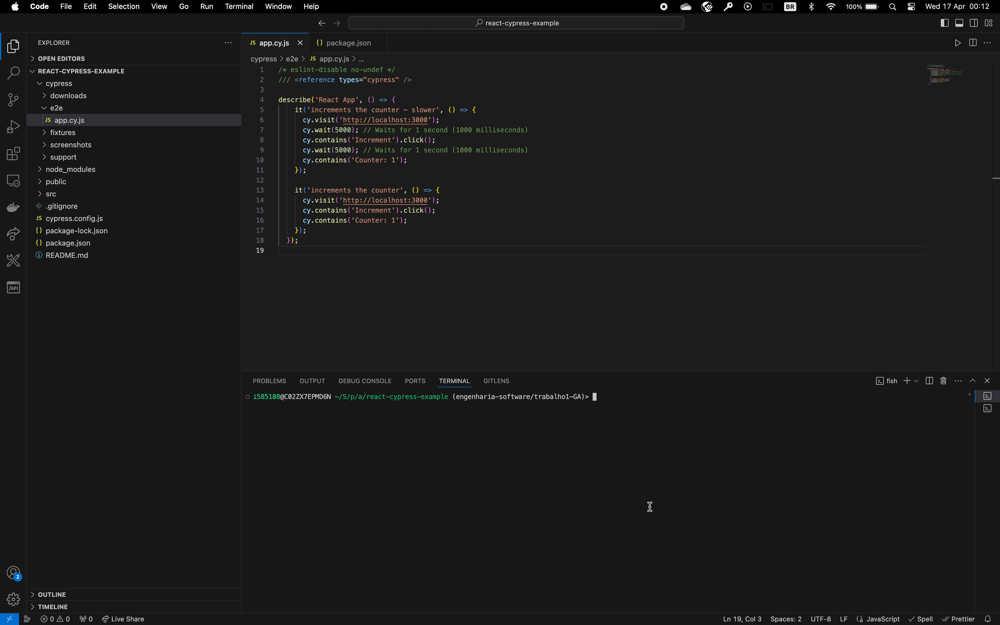 Code File Edit Selection View Go Run Terminal Window Help BR 100% Wed 17 Apr 00:12
react-cypress-example
EXPLORER
OPEN EDITORS
REACT-CYPRESS-EXAMPLE
cypress
downloads
e2e
JS app.cy.js
fixtures
screenshots
support
node_modules
public
src
.gitignore
JS cypress.config.js
{} package-lock.json
{} package.json
README.md
OUTLINE
TIMELINE
/API
2
JS app.cy.js {} package.json
cypress > e2e > JS app.cy.js > ...
1 /* eslint-disable no-undef */
2 /// <reference types="cypress" />
3
4 describe('React App', () => {
5 it('increments the counter - slower', () => {
6 cy.visit('http://localhost:3000');
7 cy.wait(5000); // Waits for 1 second (1000 milliseconds)
8 cy.contains('Increment').click();
9 cy.wait(5000); // Waits for 1 second (1000 milliseconds)
10 cy.contains('Counter: 1');
11 });
12
13 it('increments the counter', () => {
14 cy.visit('http://localhost:3000');
15 cy.contains('Increment').click();
16 cy.contains('Counter: 1');
17 });
18 });
19
PROBLEMS OUTPUT DEBUG CONSOLE PORTS TERMINAL GITLENS fish
i585108@C02ZX7EPMD6N ~/S/p/a/react-cypress-example (engenharia-software/trabalho1-GA)>
0 0 0 Live Share Ln 19, Col 3 Spaces: 2 UTF-8 LF JavaScript Spell Prettier